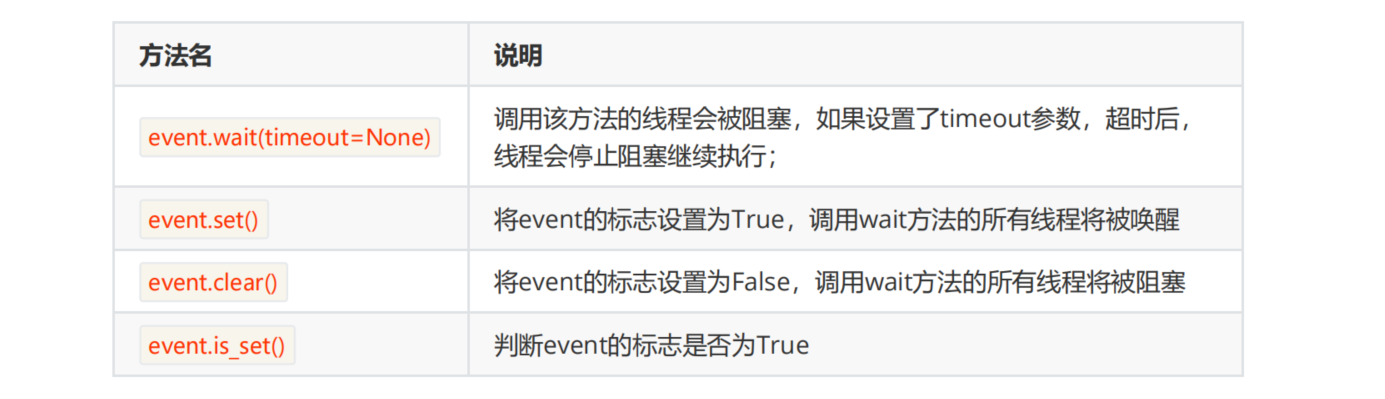 方法名 说明
event.wait(timeout=None) 调用该方法的线程会被阻塞，如果设置了timeout参数，超时后，
线程会停止阻塞继续执行；
event.set() 将event的标志设置为True，调用wait方法的所有线程将被唤醒
event.clear() 将event的标志设置为False，调用wait方法的所有线程将被阻塞
event.is_set() 判断event的标志是否为True